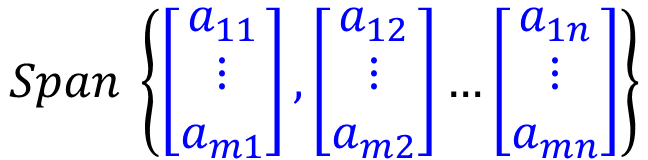 Span { [a₁₁ ⋮ aₘ₁] , [a₁₂ ⋮ aₘ₂] … [a₁ₙ ⋮ aₘₙ] }